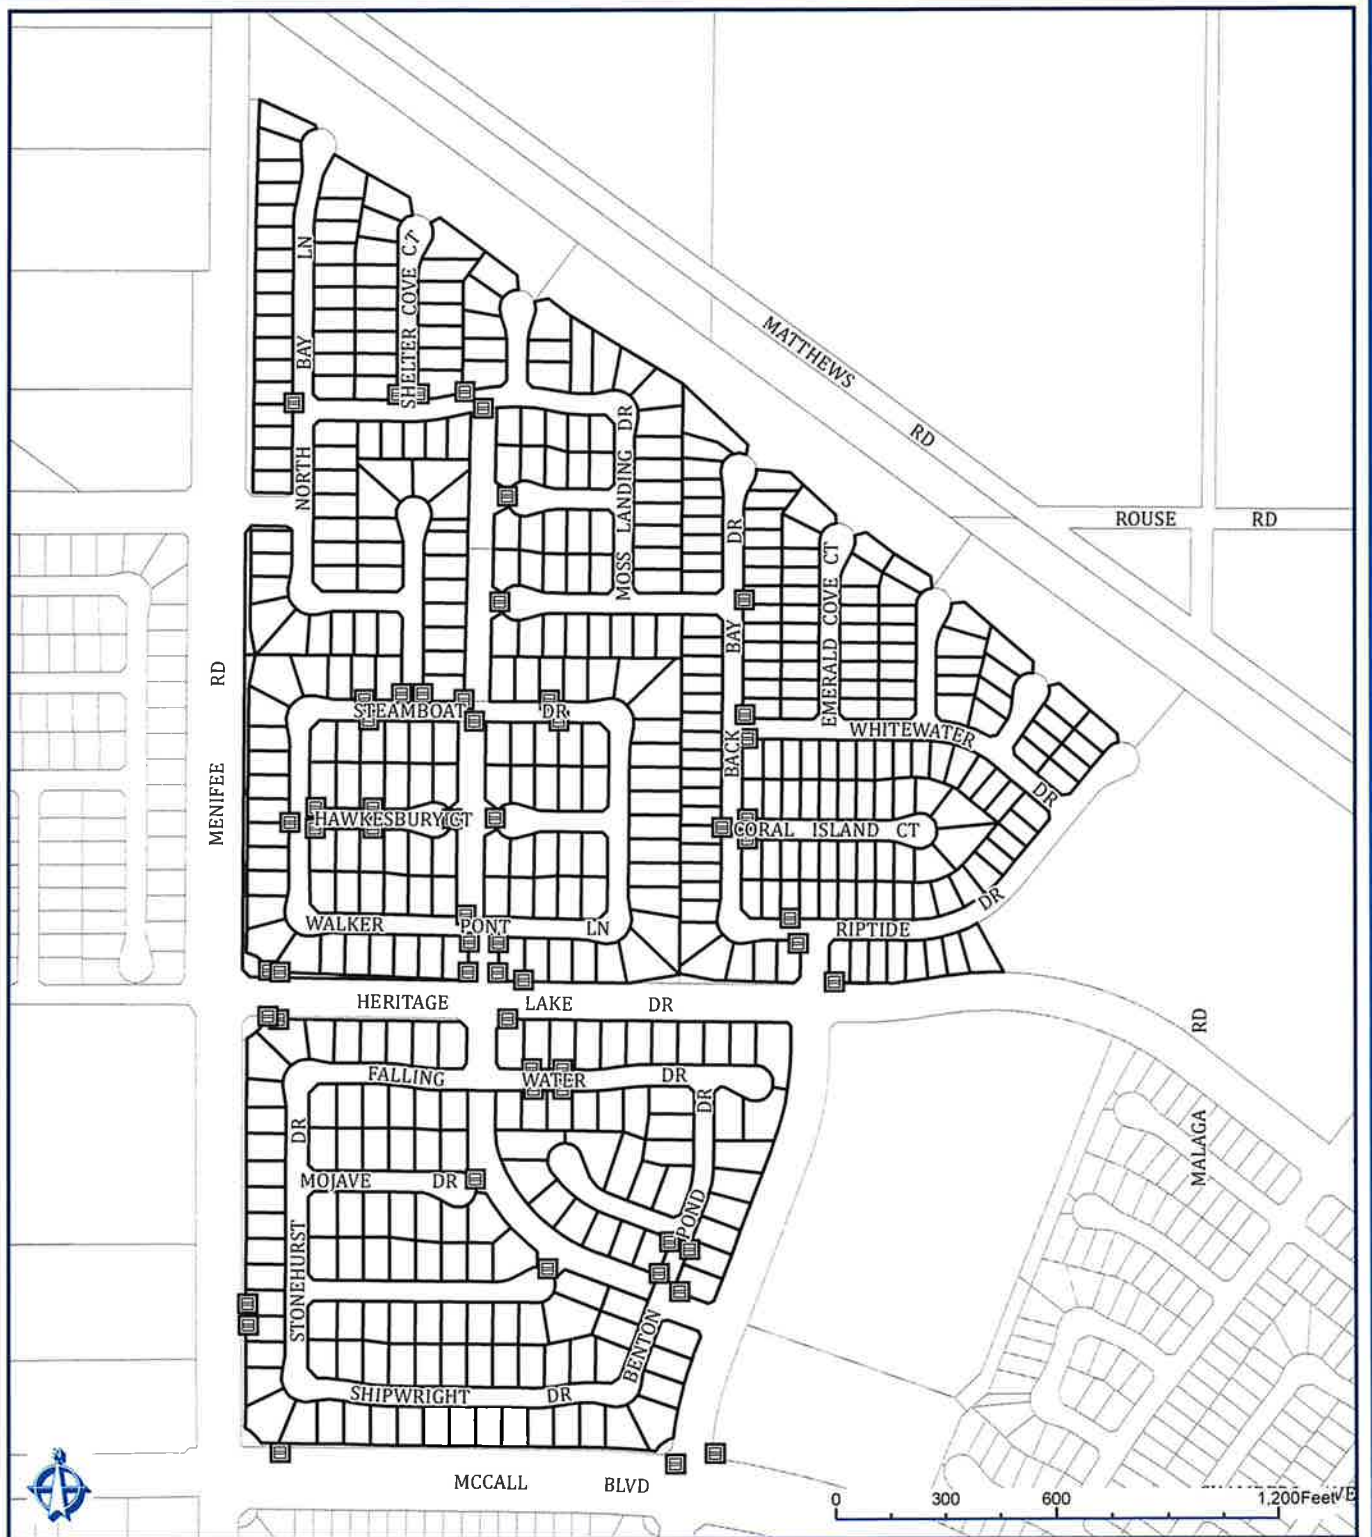 LN
SHELTER COVE CT
BAY
NORTH
MATTHEWS
RD
MOSS LANDING DR
ROUSE RD
DR
BAY
BACK
EMERALD COVE CT
RD
MENIFEE
STEAMBOAT DR
WHITEWATER
DR
HAWKESBURY CT
CORAL ISLAND CT
WALKER PONT LN
RIPTIDE
DR
HERITAGE LAKE DR
RD
MALAGA
FALLING WATER DR
DR
POND
DR
STONEHURST
MOJAVE DR
BENTON
SHIPWRIGHT DR
MCCALL BLVD
0 300 600 1,200 Feet